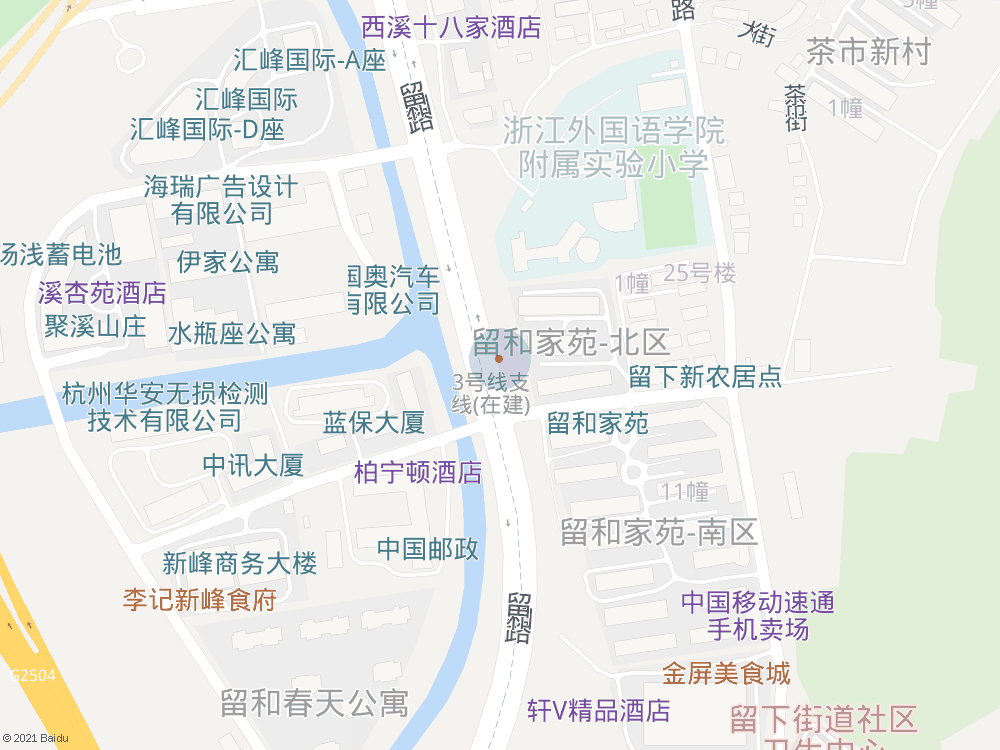 西溪十八家酒店
路
大街
5幢
汇峰国际-A座
茶市新村
汇峰国际
1幢
茶市街
汇峰国际-D座
浙江外国语学院
附属实验小学
海瑞广告设计
有限公司
汤浅蓄电池
伊家公寓
国奥汽车
有限公司
1幢
25号楼
溪杏苑酒店
聚溪山庄
水瓶座公寓
留和家苑-北区
留下新农居点
3号线支
线(在建)
杭州华安无损检测
技术有限公司
蓝保大厦
留和家苑
中讯大厦
柏宁顿酒店
11幢
留和家苑-南区
中国邮政
新峰商务大楼
李记新峰食府
中国移动速通
手机卖场
G2504
金屏美食城
留和春天公寓
轩V精品酒店
留下街道社区
卫生中心
© 2021 Baidu